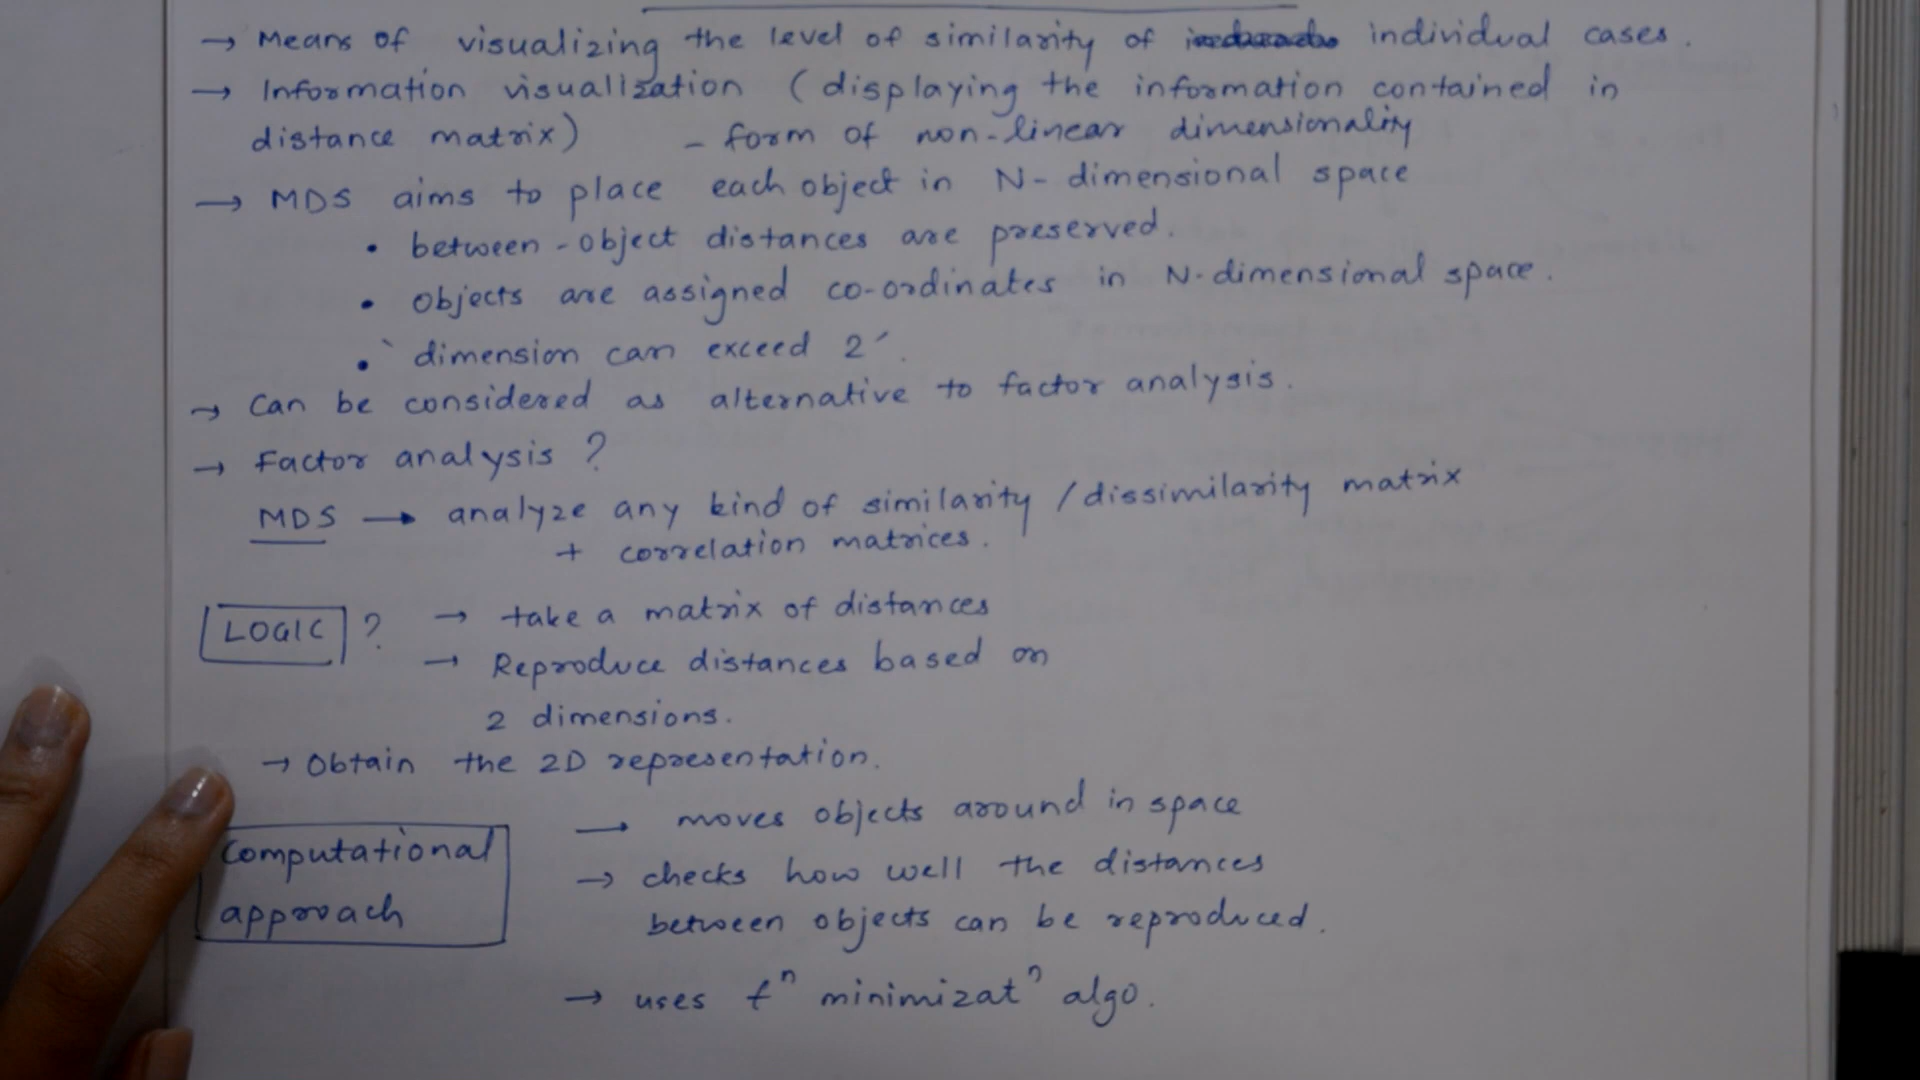 → Means of visualizing the level of similarity of individual cases.
→ Information visualization (displaying the information contained in
distance matrix) - form of non-linear dimensionality
→ MDS aims to place each object in N-dimensional space
• between-object distances are preserved.
• objects are assigned co-ordinates in N-dimensional space.
• `dimension can exceed 2´.
→ Can be considered as alternative to factor analysis.
→ Factor analysis ?
MDS → analyze any kind of similarity / dissimilarity matrix
+ correlation matrices.
LOGIC ? → take a matrix of distances
→ Reproduce distances based on
2 dimensions.
→ Obtain the 2D representation.
Computational approach → moves objects around in space
→ checks how well the distances
between objects can be reproduced.
→ uses fⁿ minimizatⁿ algo.